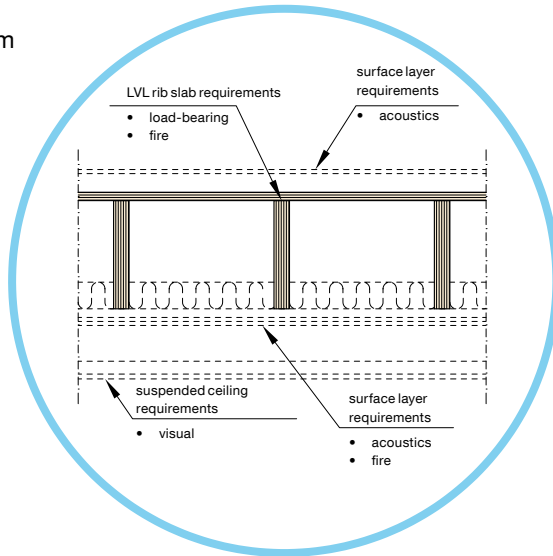 m
LVL rib slab requirements
• load-bearing
• fire
surface layer
requirements
• acoustics
suspended ceiling
requirements
• visual
surface layer
requirements
• acoustics
• fire